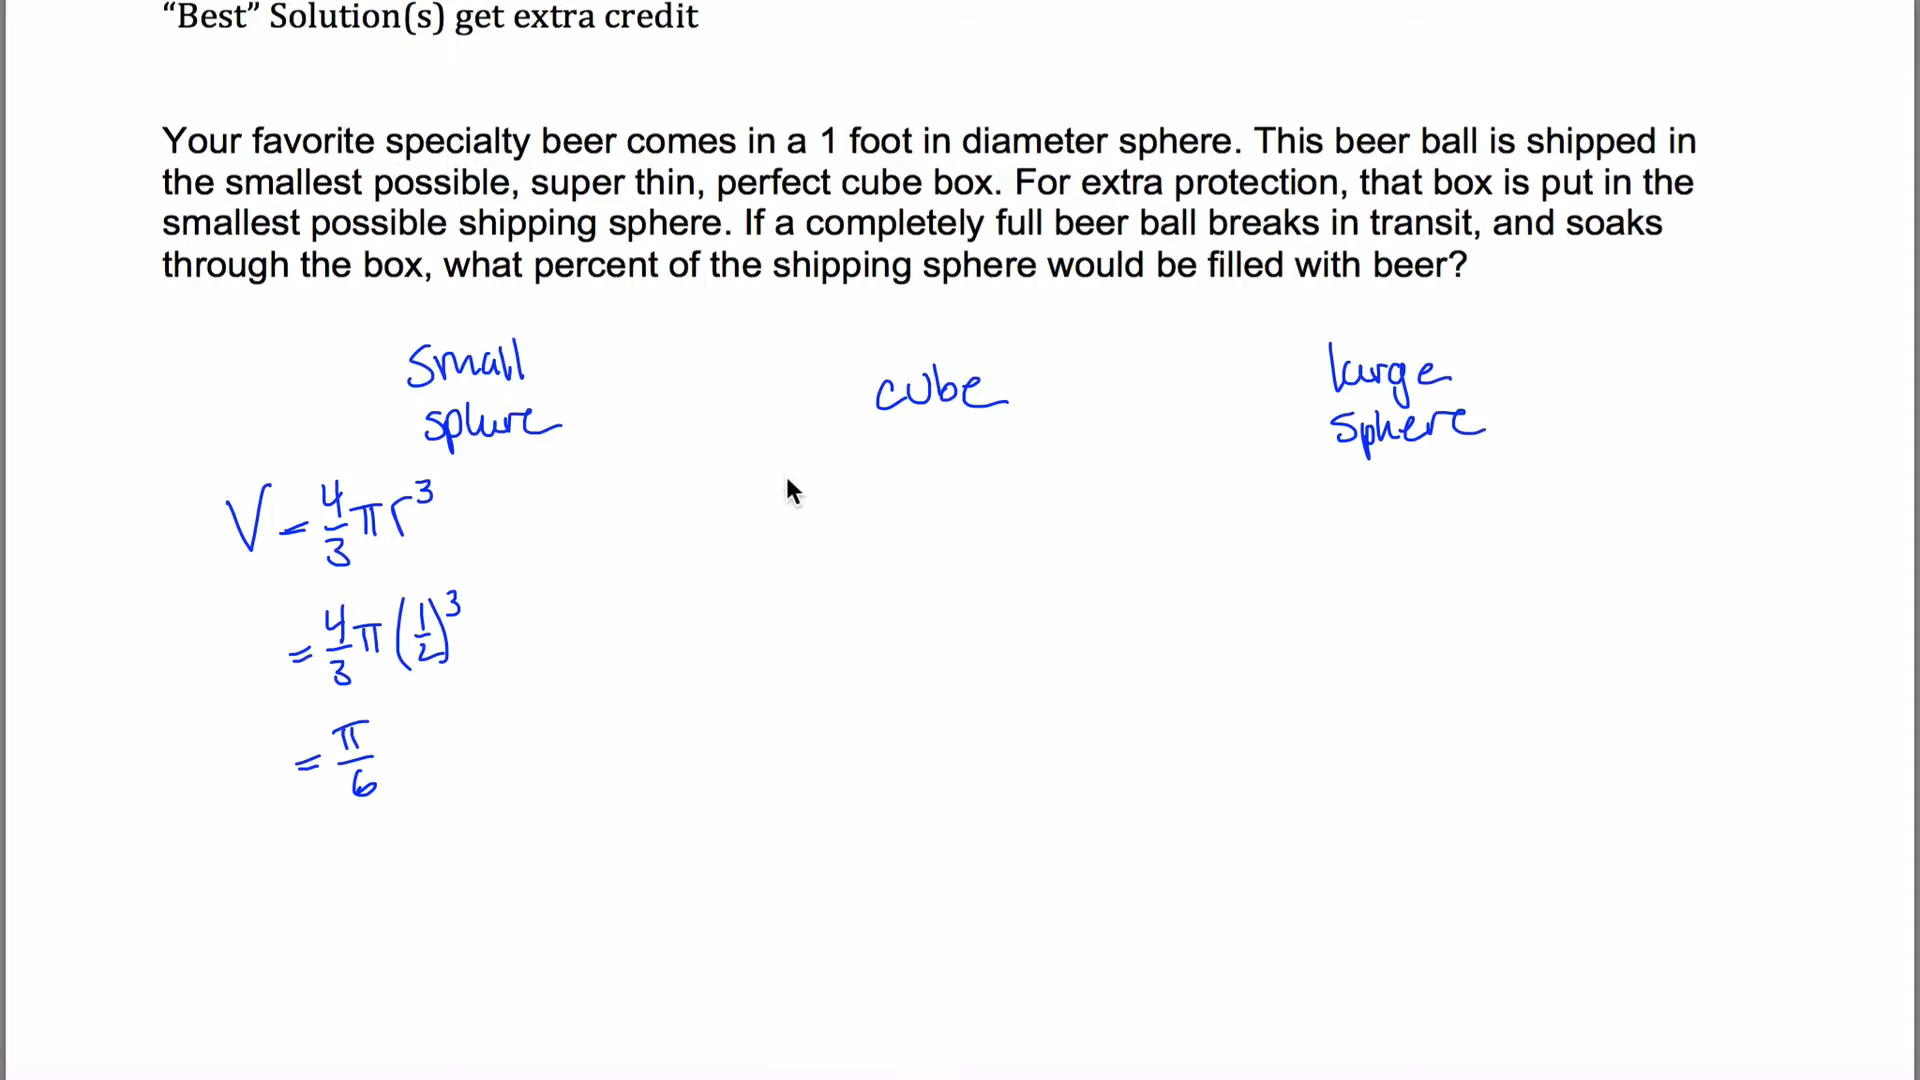 “Best” Solution(s) get extra credit
Your favorite specialty beer comes in a 1 foot in diameter sphere. This beer ball is shipped in
the smallest possible, super thin, perfect cube box. For extra protection, that box is put in the
smallest possible shipping sphere. If a completely full beer ball breaks in transit, and soaks
through the box, what percent of the shipping sphere would be filled with beer?
small
sphere
cube
large
sphere
V = 4/3 π r³
= 4/3 π (1/2)³
= π/6